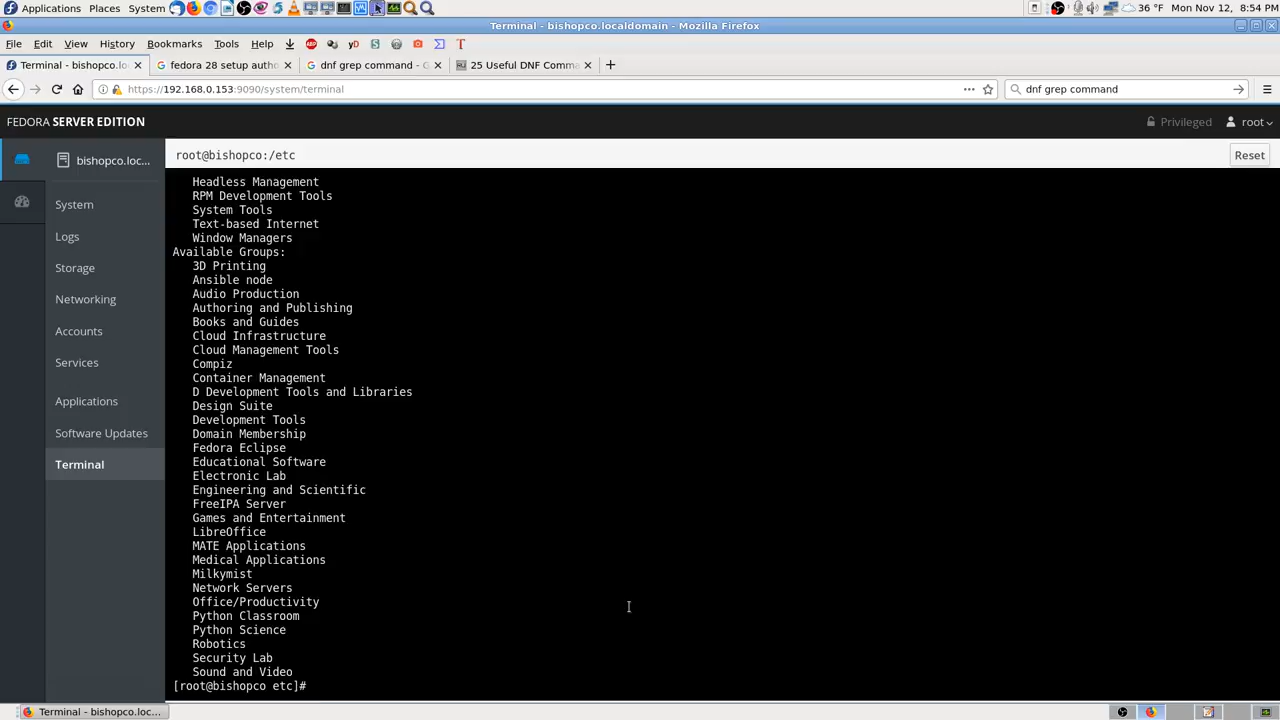 Applications Places System 36 °F Mon Nov 12, 8:54 PM
Terminal - bishopco.localdomain - Mozilla Firefox
File Edit View History Bookmarks Tools Help
Terminal - bishopco.lo
fedora 28 setup autho
dnf grep command - G
25 Useful DNF Comma
https://192.168.0.153:9090/system/terminal
dnf grep command
FEDORA SERVER EDITION
Privileged
root
bishopco.loc...
root@bishopco:/etc
Reset
System
Logs
Storage
Networking
Accounts
Services
Applications
Software Updates
Terminal
Headless Management
RPM Development Tools
System Tools
Text-based Internet
Window Managers
Available Groups:
3D Printing
Ansible node
Audio Production
Authoring and Publishing
Books and Guides
Cloud Infrastructure
Cloud Management Tools
Compiz
Container Management
D Development Tools and Libraries
Design Suite
Development Tools
Domain Membership
Fedora Eclipse
Educational Software
Electronic Lab
Engineering and Scientific
FreeIPA Server
Games and Entertainment
LibreOffice
MATE Applications
Medical Applications
Milkymist
Network Servers
Office/Productivity
Python Classroom
Python Science
Robotics
Security Lab
Sound and Video
[root@bishopco etc]#
Terminal - bishopco.loc...